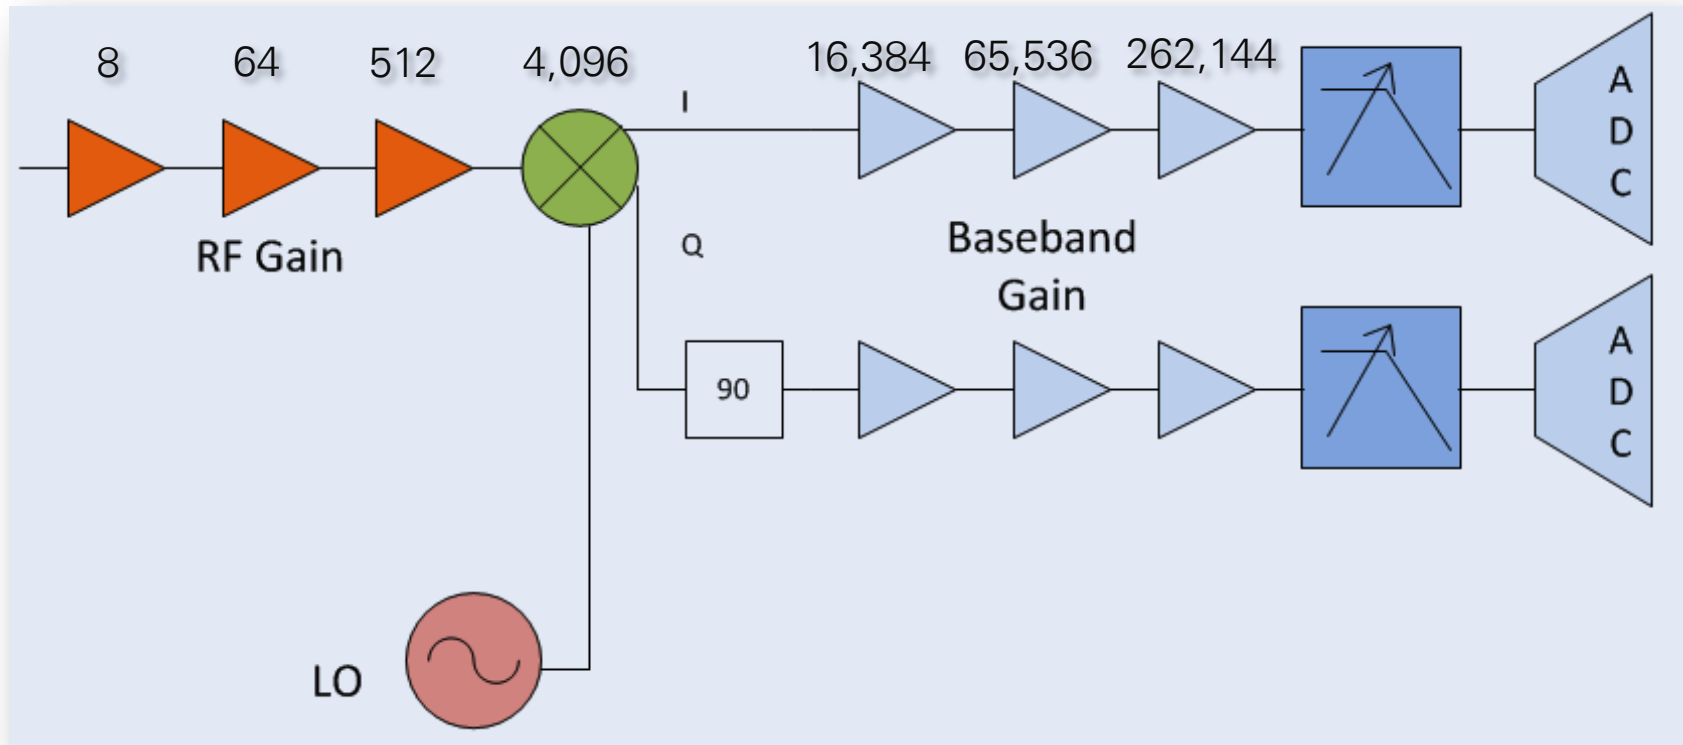 8 64 512 4,096 16,384 65,536 262,144
I
A
D
C
RF Gain
Q
Baseband
Gain
90
A
D
C
LO